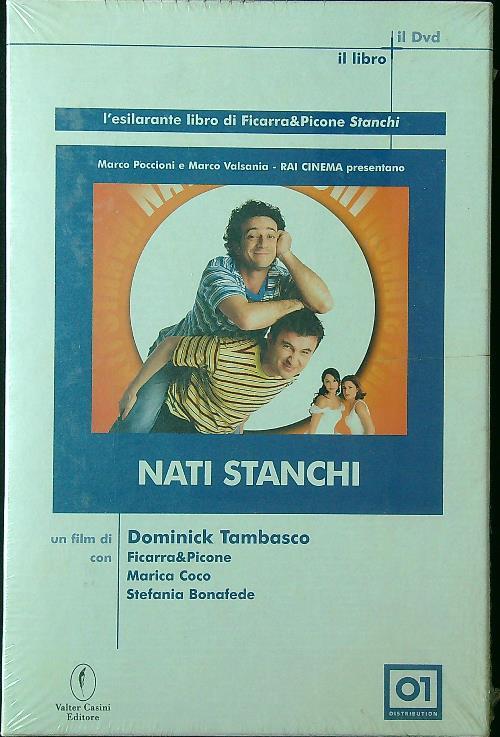 il Dvd
il libro
l'esilarante libro di Ficarra&Picone Stanchi
Marco Poccioni e Marco Valsania - RAI CINEMA presentano
NATI STANCHI
un film di Dominick Tambasco
con Ficarra&Picone
Marica Coco
Stefania Bonafede
Valter Casini
Editore
01
DISTRIBUTION